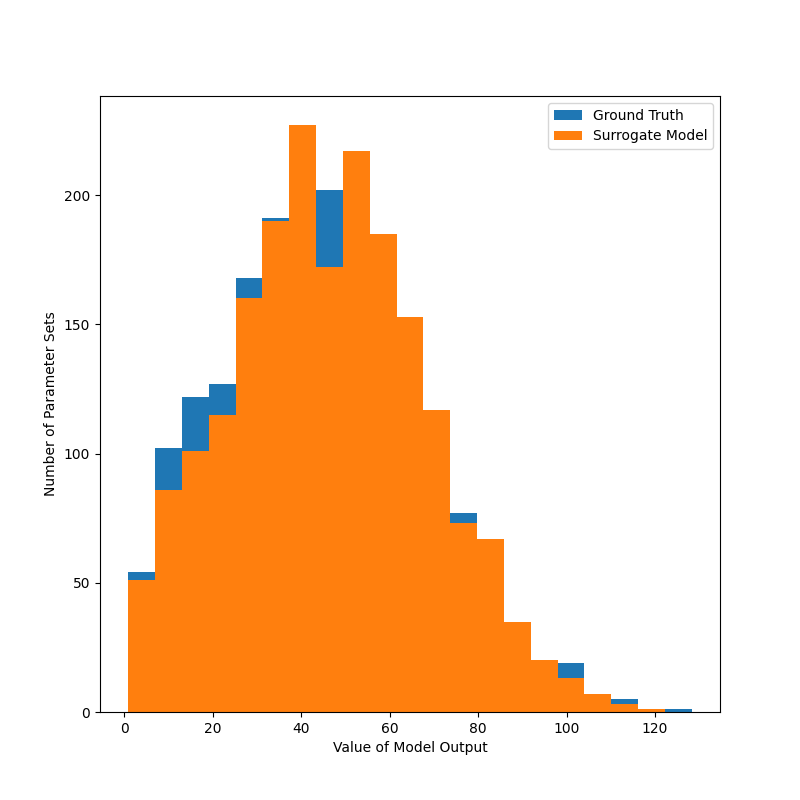 Ground Truth
Surrogate Model
Number of Parameter Sets
200
150
100
50
0
0 20 40 60 80 100 120
Value of Model Output